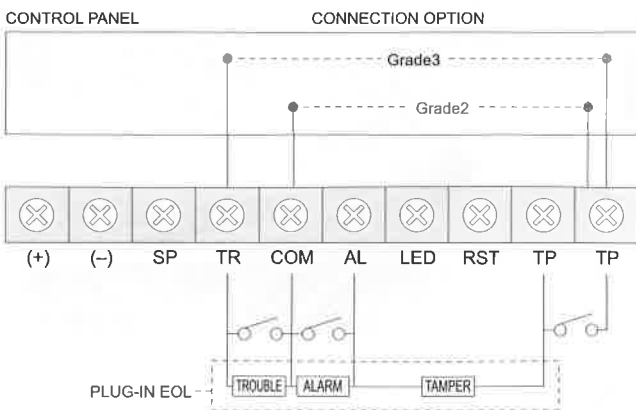 CONTROL PANEL CONNECTION OPTION
Grade3
Grade2
(+) (–) SP TR COM AL LED RST TP TP
PLUG-IN EOL TROUBLE ALARM TAMPER